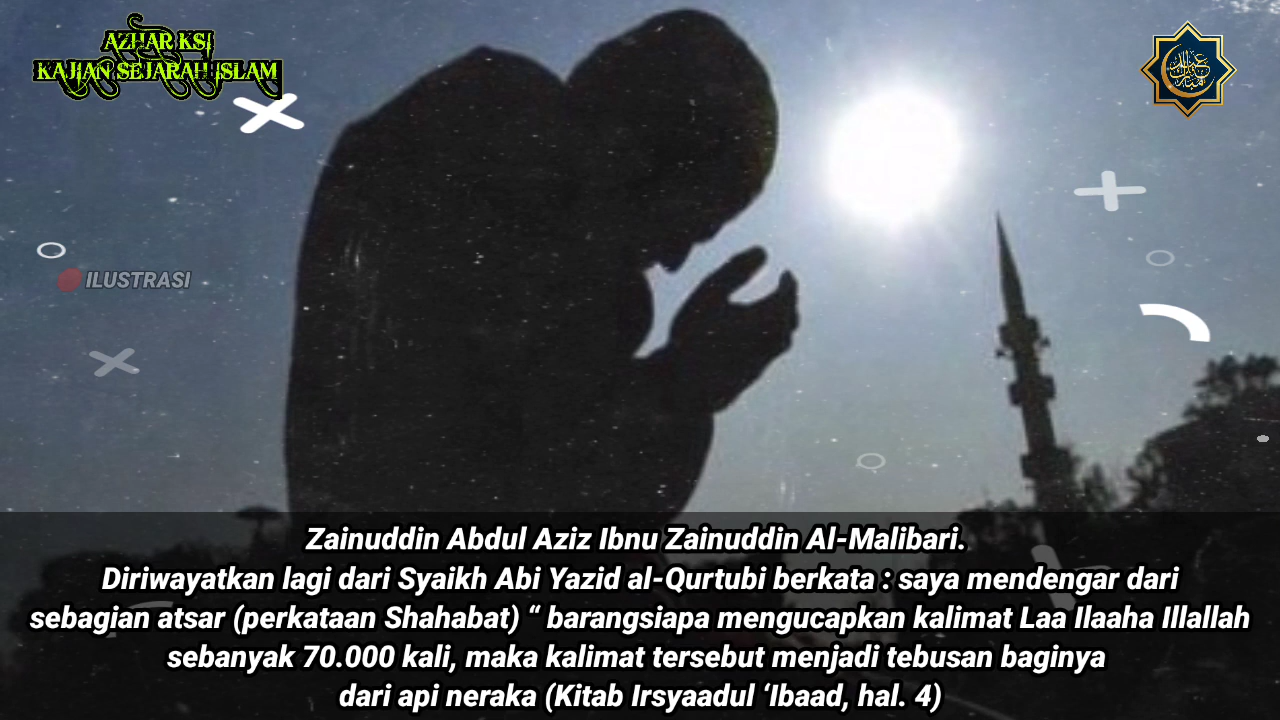 AZHAR KSI
KAJIAN SEJARAH ISLAM
ILUSTRASI
Zainuddin Abdul Aziz Ibnu Zainuddin Al-Malibari.
Diriwayatkan lagi dari Syaikh Abi Yazid al-Qurtubi berkata : saya mendengar dari
sebagian atsar (perkataan Shahabat) “ barangsiapa mengucapkan kalimat Laa Ilaaha Illallah
sebanyak 70.000 kali, maka kalimat tersebut menjadi tebusan baginya
dari api neraka (Kitab Irsyaadul ‘Ibaad, hal. 4)